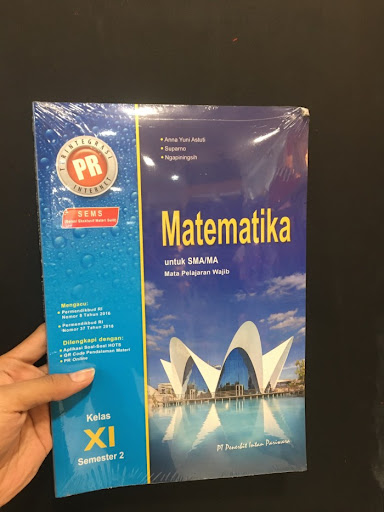 TERINTEGRASI
PR
INTERNET
SEMS
• Anna Yuni Astuti
• Suparno
• Ngapiningsih
Matematika
untuk SMA/MA
Mata Pelajaran Wajib
Mengacu:
• Permendikbud RI
Nomor 8 Tahun 2016
• Permendikbud RI
Nomor 37 Tahun 2018
Dilengkapi dengan:
• Aplikasi Soal-Soal HOTS
• QR Code Pendalaman Materi
• PR Online
Kelas
XI
Semester 2
PT Penerbit Intan Pariwara